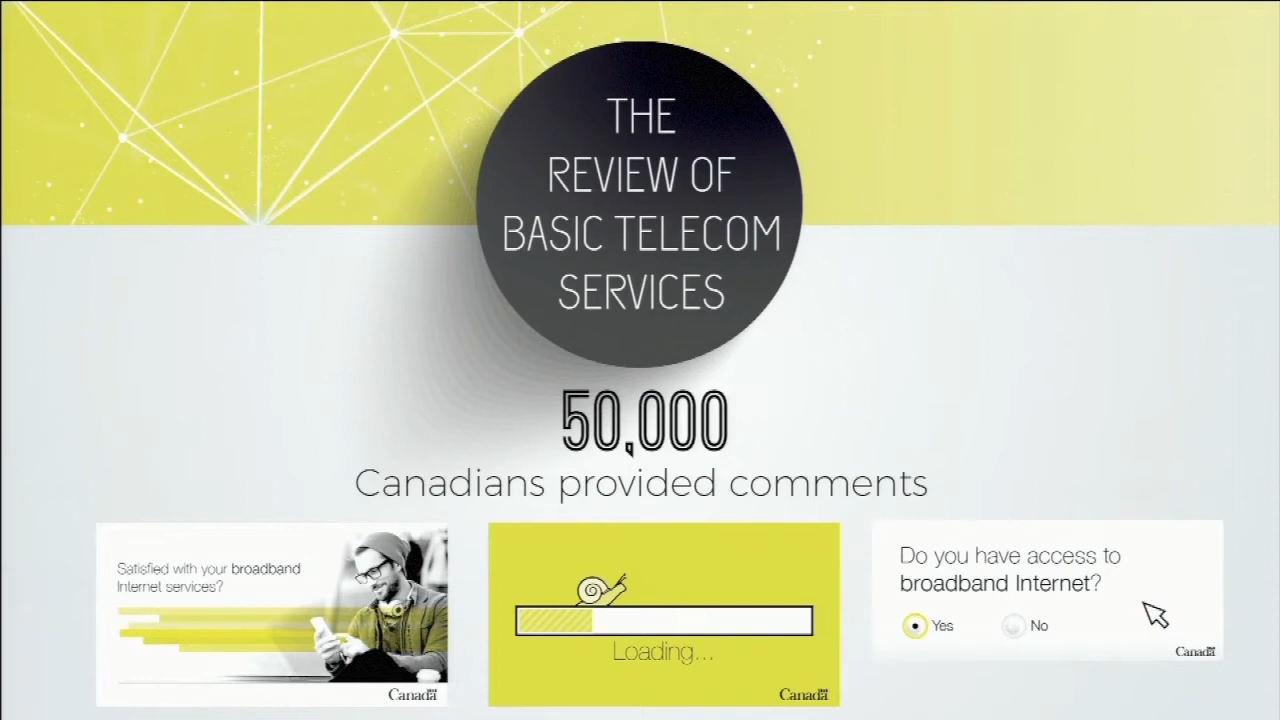 THE
REVIEW OF
BASIC TELECOM
SERVICES
50,000
Canadians provided comments
Satisfied with your broadband
Internet services?
Canada
Loading...
Canada
Do you have access to
broadband Internet?
Yes No
Canada